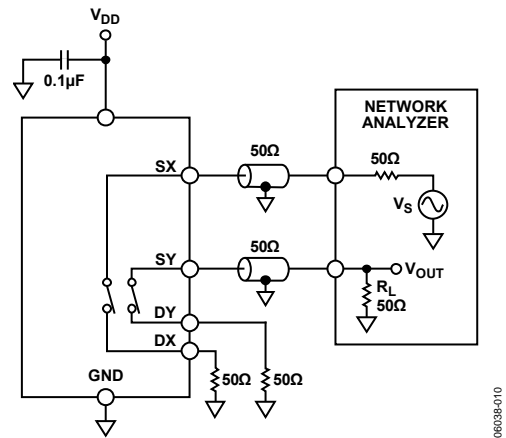 VDD
0.1µF
NETWORK
ANALYZER
50Ω
SX
50Ω
VS
50Ω
SY
VOUT
RL
50Ω
DY
DX
GND
50Ω
50Ω
06038-010